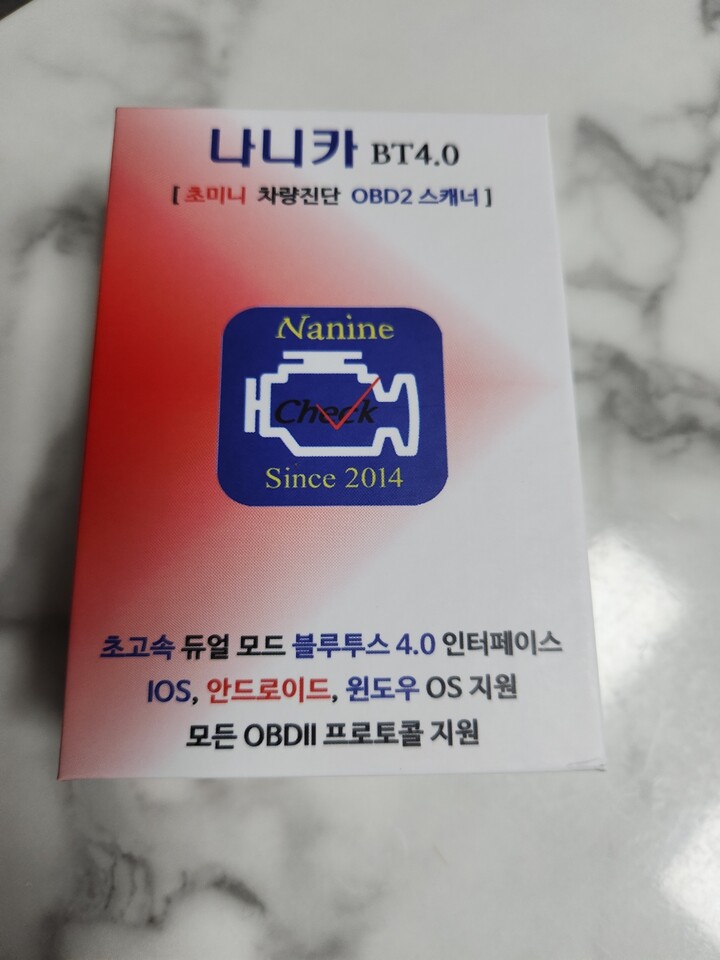 나니카 BT4.0
[ 초미니 차량진단 OBD2 스캐너 ]
Nanine
Check
Since 2014
초고속 듀얼 모드 블루투스 4.0 인터페이스
IOS, 안드로이드, 윈도우 OS 지원
모든 OBDII 프로토콜 지원